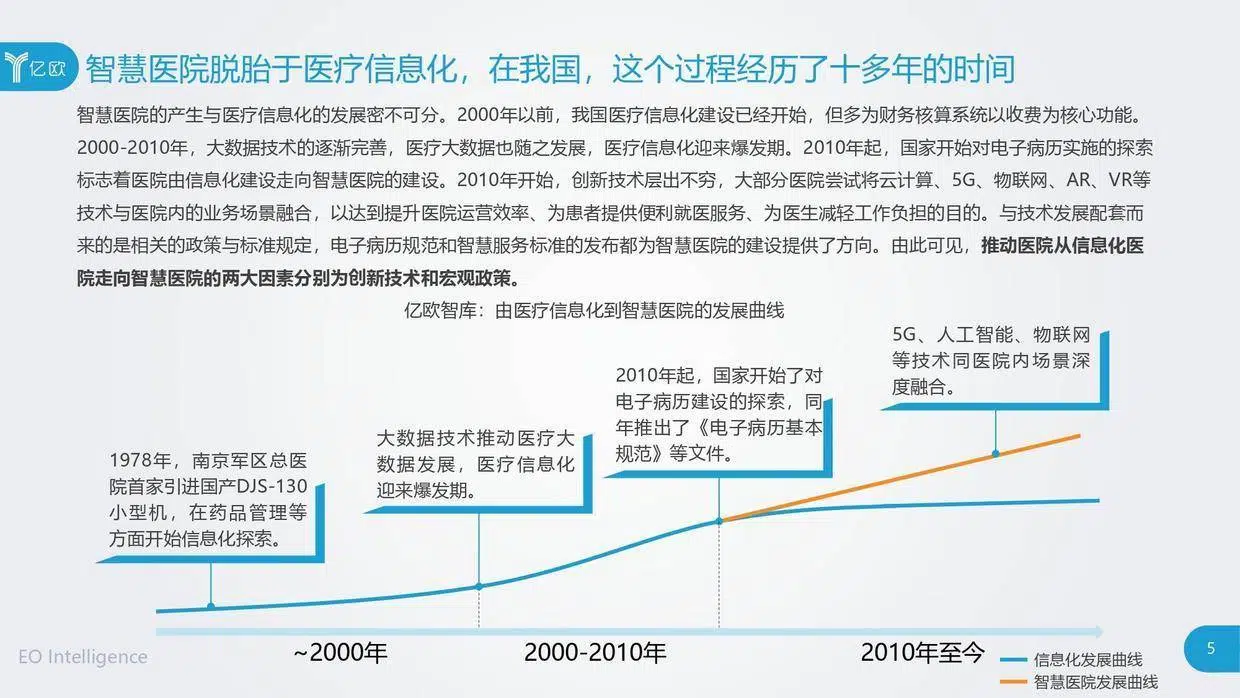 亿欧
智慧医院脱胎于医疗信息化，在我国，这个过程经历了十多年的时间
智慧医院的产生与医疗信息化的发展密不可分。2000年以前，我国医疗信息化建设已经开始，但多为财务核算系统以收费为核心功能。
2000-2010年，大数据技术的逐渐完善，医疗大数据也随之发展，医疗信息化迎来爆发期。2010年起，国家开始对电子病历实施的探索
标志着医院由信息化建设走向智慧医院的建设。2010年开始，创新技术层出不穷，大部分医院尝试将云计算、5G、物联网、AR、VR等
技术与医院内的业务场景融合，以达到提升医院运营效率、为患者提供便利就医服务、为医生减轻工作负担的目的。与技术发展配套而
来的是相关的政策与标准规定，电子病历规范和智慧服务标准的发布都为智慧医院的建设提供了方向。由此可见，推动医院从信息化医
院走向智慧医院的两大因素分别为创新技术和宏观政策。
亿欧智库：由医疗信息化到智慧医院的发展曲线
1978年，南京军区总医
院首家引进国产DJS-130
小型机，在药品管理等
方面开始信息化探索。
大数据技术推动医疗大
数据发展，医疗信息化
迎来爆发期。
2010年起，国家开始了对
电子病历建设的探索，同
年推出了《电子病历基本
规范》等文件。
5G、人工智能、物联网
等技术同医院内场景深
度融合。
~2000年
2000-2010年
2010年至今
信息化发展曲线
智慧医院发展曲线
EO Intelligence
5